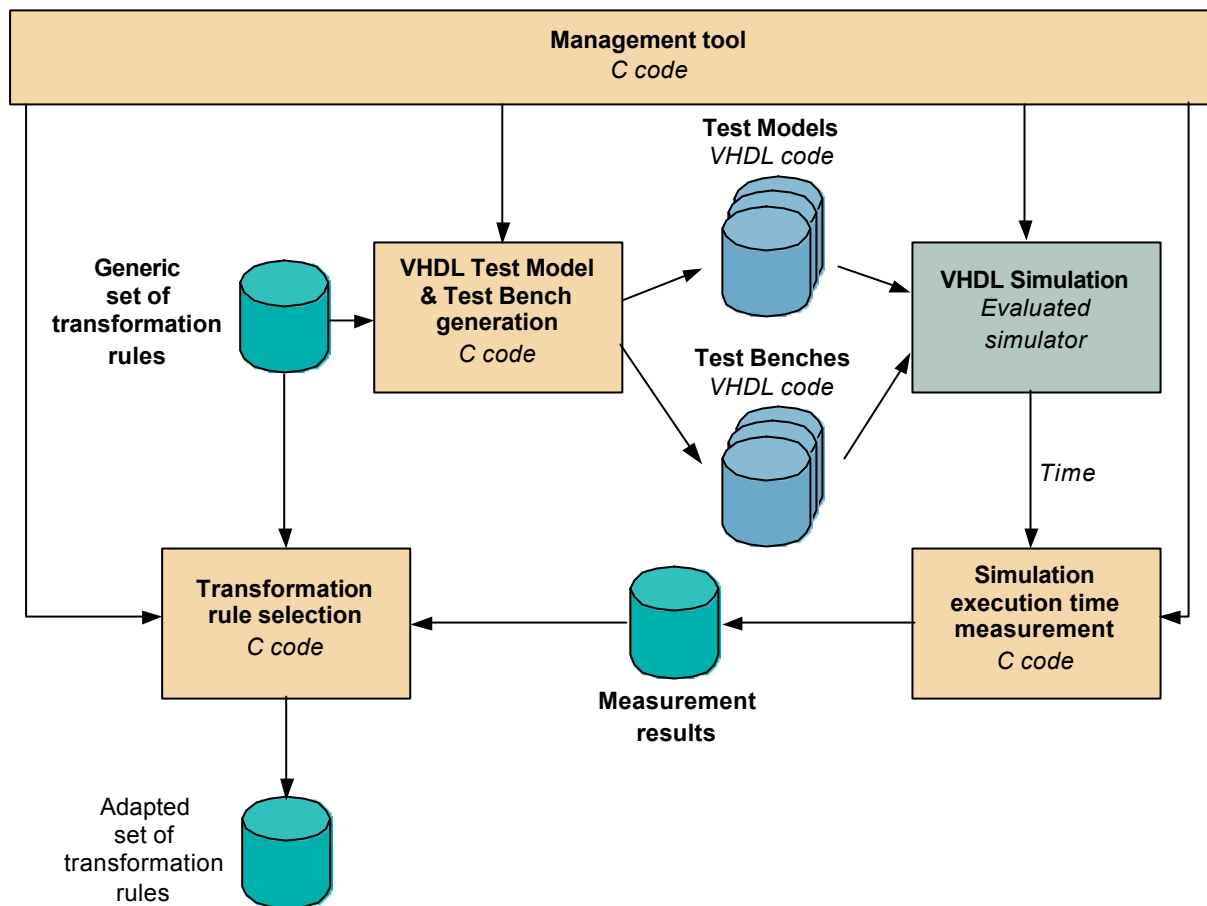 Management tool
C code
Test Models
VHDL code
Generic
set of
transformation
rules
VHDL Test Model
& Test Bench
generation
C code
VHDL Simulation
Evaluated
simulator
Test Benches
VHDL code
Time
Transformation
rule selection
C code
Simulation
execution time
measurement
C code
Measurement
results
Adapted
set of
transformation
rules